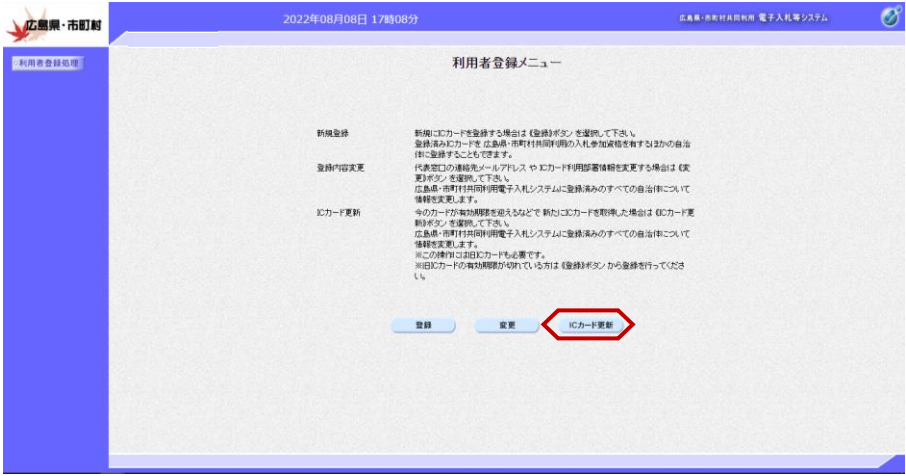 広島県・市町村
2022年08月08日 17時08分
広島県・市町村共同利用 電子入札等システム
利用者登録処理
利用者登録メニュー
新規登録
新規にICカードを登録する場合は《登録》ボタン を選択して下さい。
登録済みICカードを 広島県・市町村共同利用の入札参加資格を有するほかの自治
体に登録することもできます。
登録内容変更
代表窓口の連絡先メールアドレス や ICカード利用部署情報を変更する場合は《変
更》ボタン を選択して下さい。
広島県・市町村共同利用電子入札システムに登録済みのすべての自治体について
情報を変更します。
ICカード更新
今のカードが有効期限を迎えるなどで 新たにICカードを取得した場合は《ICカード更
新》ボタン を選択して下さい。
広島県・市町村共同利用電子入札システムに登録済みのすべての自治体について
情報を変更します。
※この操作には旧ICカードも必要です。
※旧ICカードの有効期限が切れている方は《登録》ボタン から登録を行ってくださ
い。
登録
変更
ICカード更新